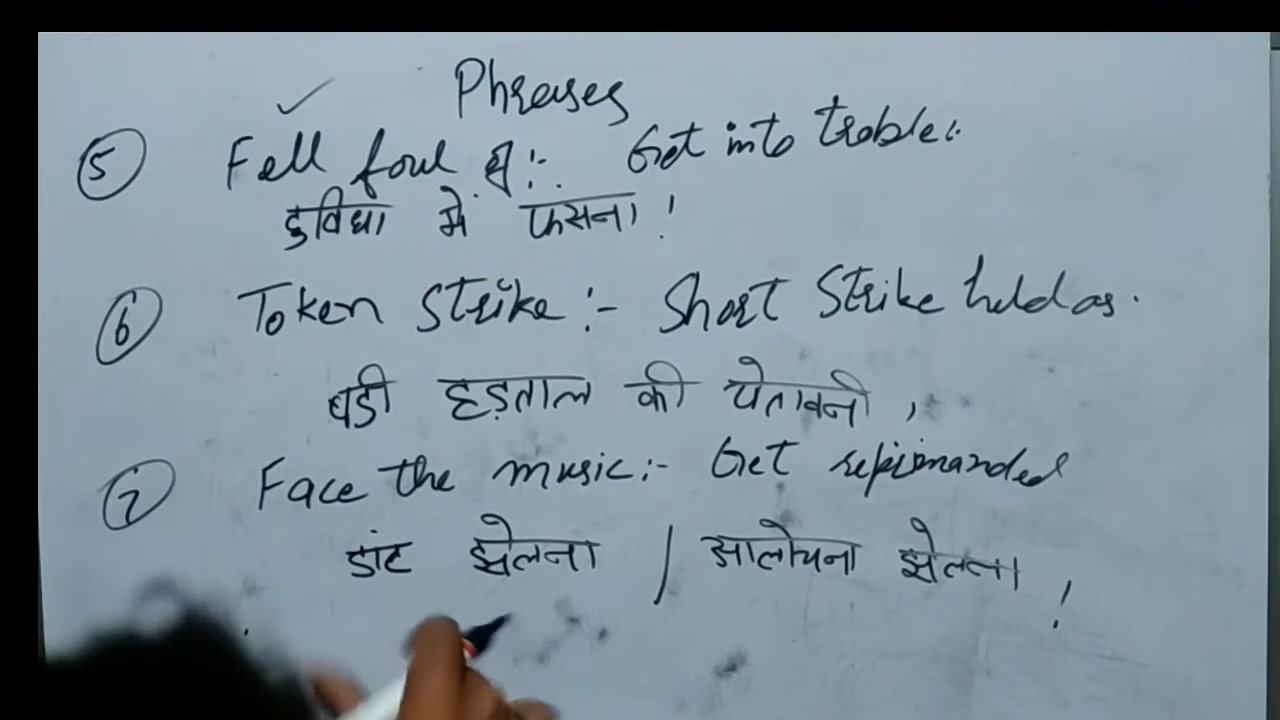 Phrases
⑤ Fell foul of :- Get into troble.
दुविधा में फसना !
⑥ Token Strike :- Short Strike held as.
बडी हड़ताल की चेतावनी ,
⑦ Face the music :- Get reprimanded
डांट झेलना / आलोचना झेलना !